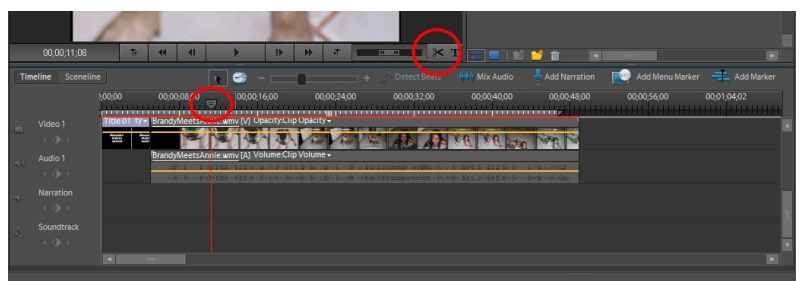 00;00;11;08
T
Timeline Sceneline Detect Beats Mix Audio Add Narration Add Menu Marker Add Marker
;00;00 00;00;08;00 00;00;16;00 00;00;24;00 00;00;32;00 00;00;40;00 00;00;48;00 00;00;56;00 00;01;04;02
Video 1 Title 01 ty BrandyMeetsAnnie.wmv [V] Opacity:Clip Opacity
Audio 1 BrandyMeetsAnnie.wmv [A] Volume:Clip Volume
Narration
Soundtrack